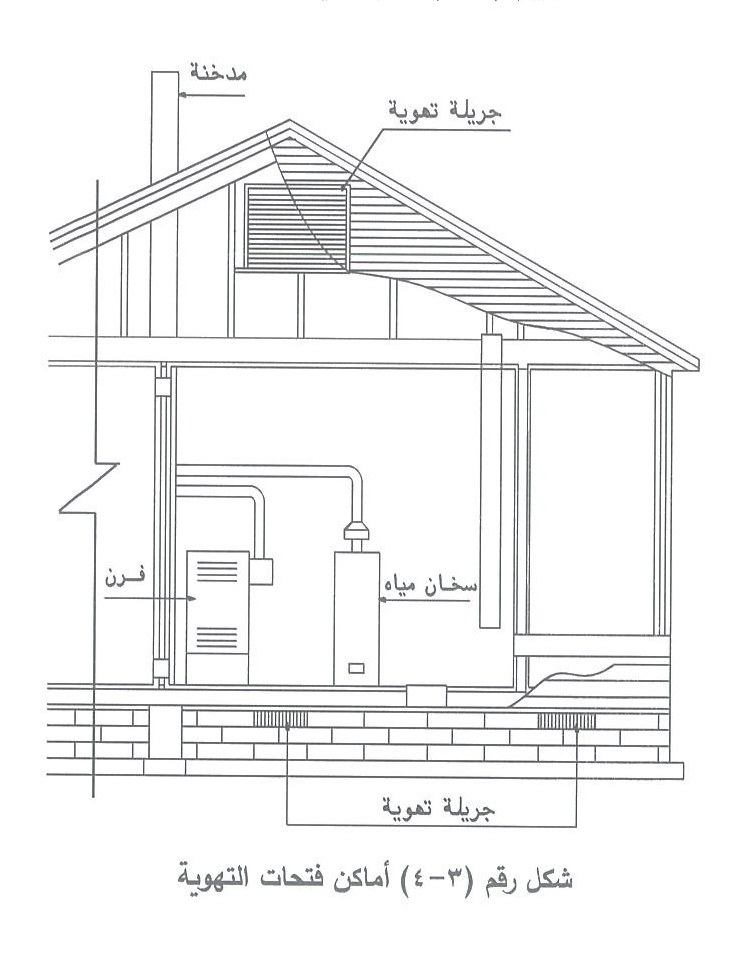 مدخنة
جريلة تهوية
فرن
سخان مياه
جريلة تهوية
شكل رقم (٣-٤) أماكن فتحات التهوية